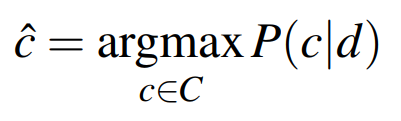 ĉ = argmax P(c|d)
c∈C